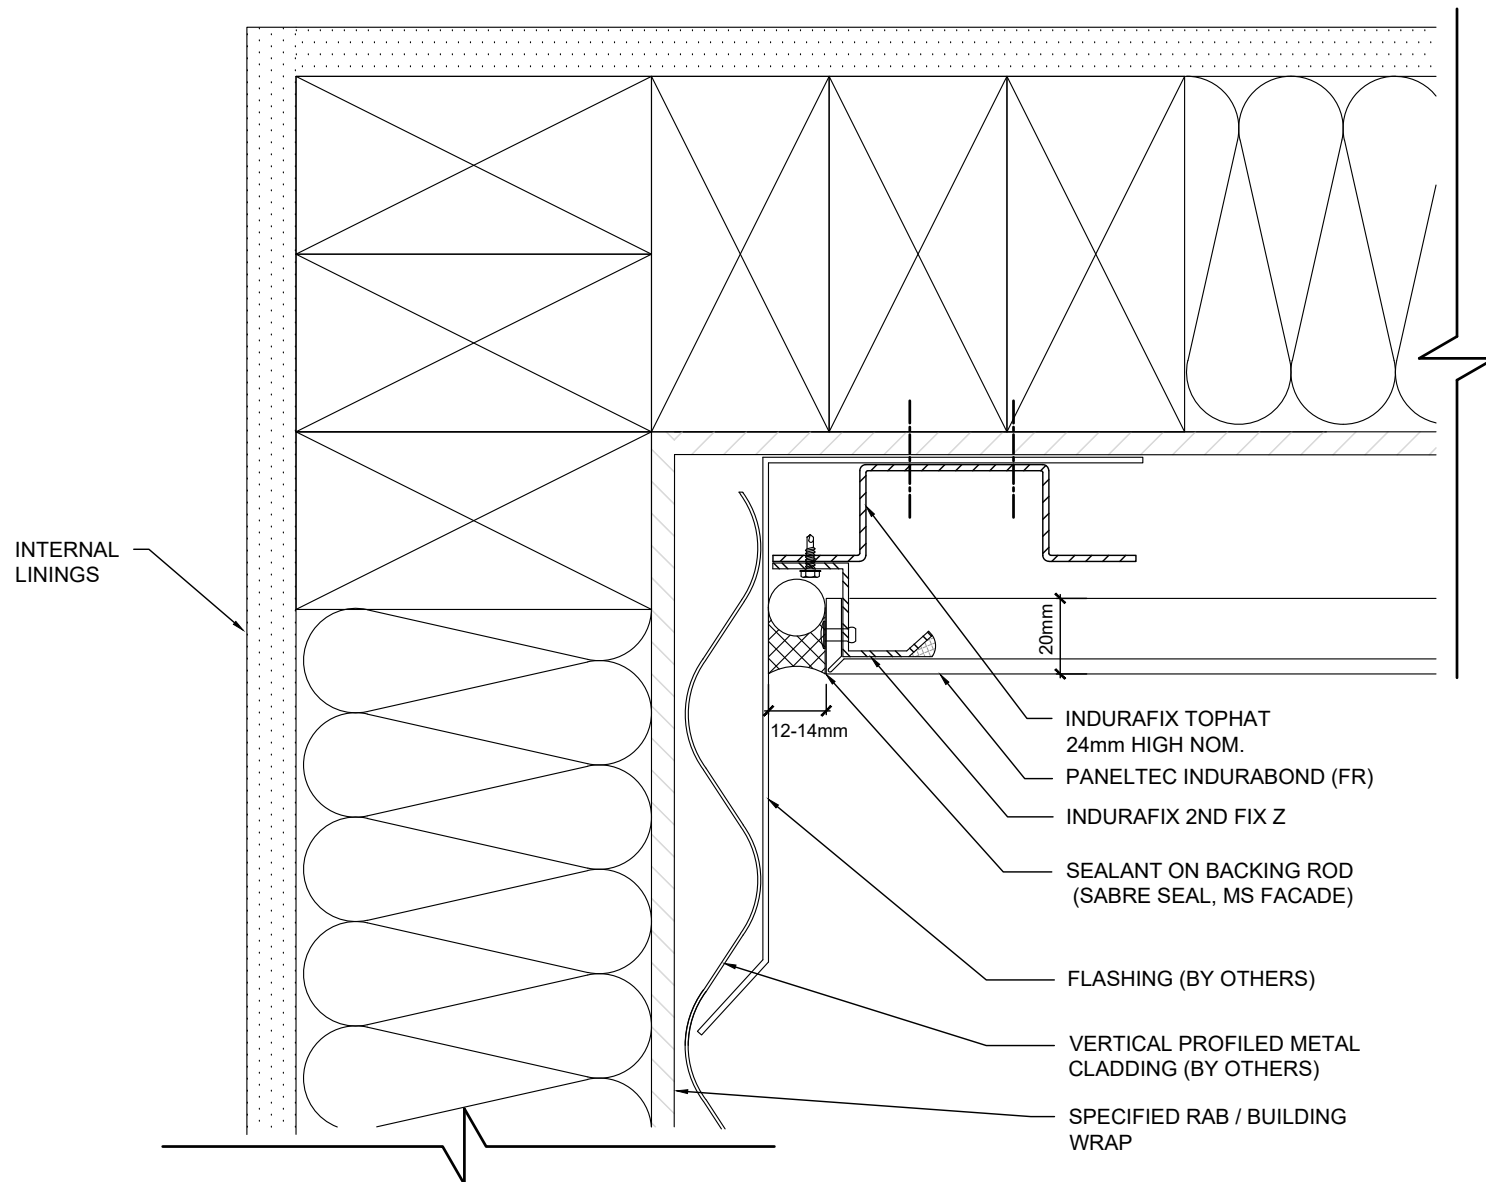 INTERNAL
LININGS
20mm
12-14mm
INDURAFIX TOPHAT
24mm HIGH NOM.
PANELTEC INDURABOND (FR)
INDURAFIX 2ND FIX Z
SEALANT ON BACKING ROD
(SABRE SEAL, MS FACADE)
FLASHING (BY OTHERS)
VERTICAL PROFILED METAL
CLADDING (BY OTHERS)
SPECIFIED RAB / BUILDING
WRAP